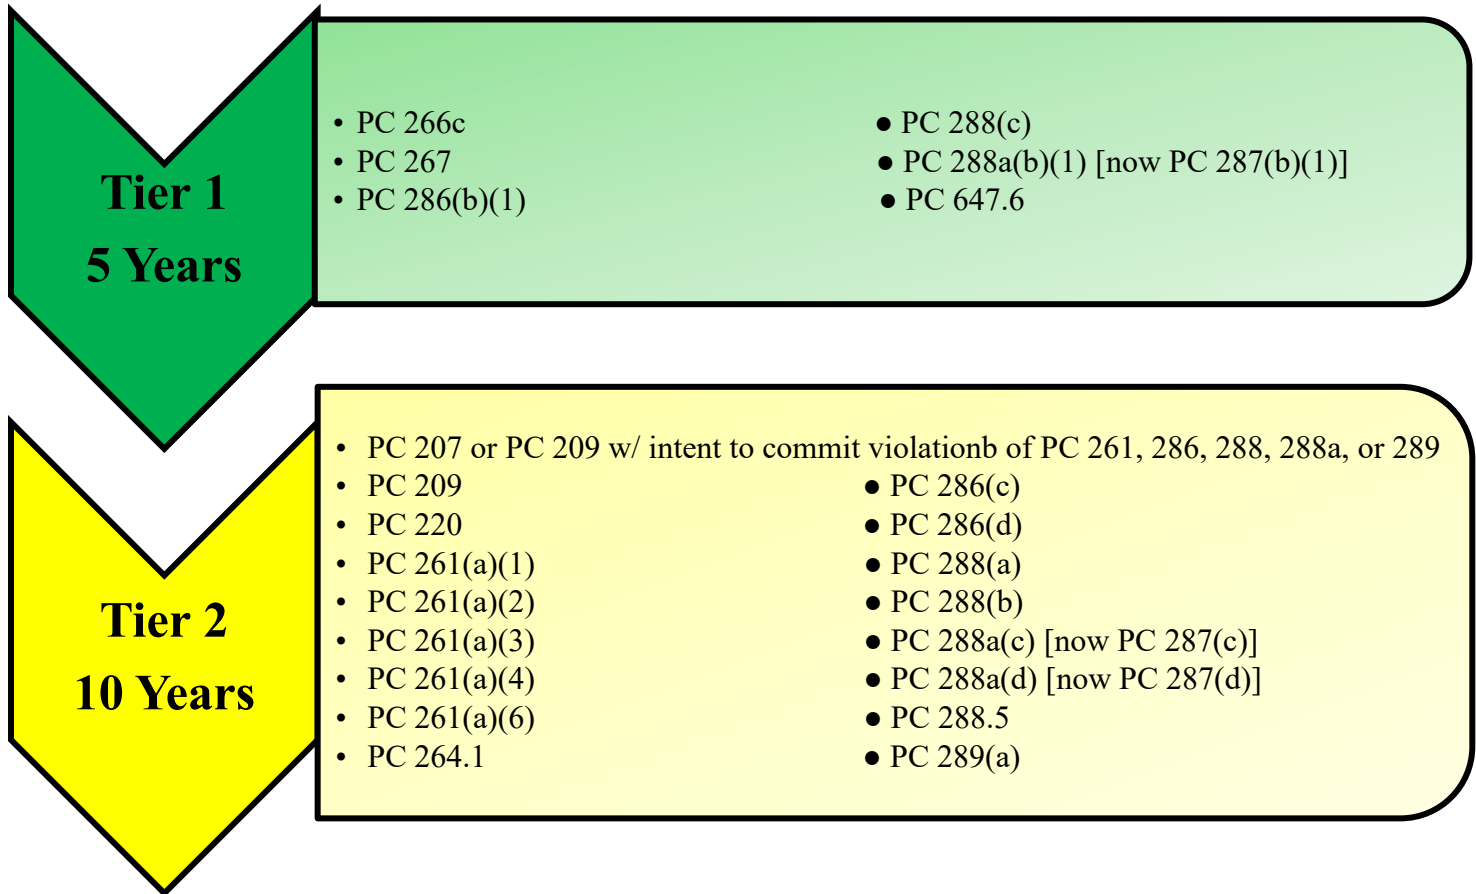 Tier 1
5 Years
• PC 266c ● PC 288(c)
• PC 267 ● PC 288a(b)(1) [now PC 287(b)(1)]
• PC 286(b)(1) ● PC 647.6
Tier 2
10 Years
• PC 207 or PC 209 w/ intent to commit violationb of PC 261, 286, 288, 288a, or 289
• PC 209 ● PC 286(c)
• PC 220 ● PC 286(d)
• PC 261(a)(1) ● PC 288(a)
• PC 261(a)(2) ● PC 288(b)
• PC 261(a)(3) ● PC 288a(c) [now PC 287(c)]
• PC 261(a)(4) ● PC 288a(d) [now PC 287(d)]
• PC 261(a)(6) ● PC 288.5
• PC 264.1 ● PC 289(a)